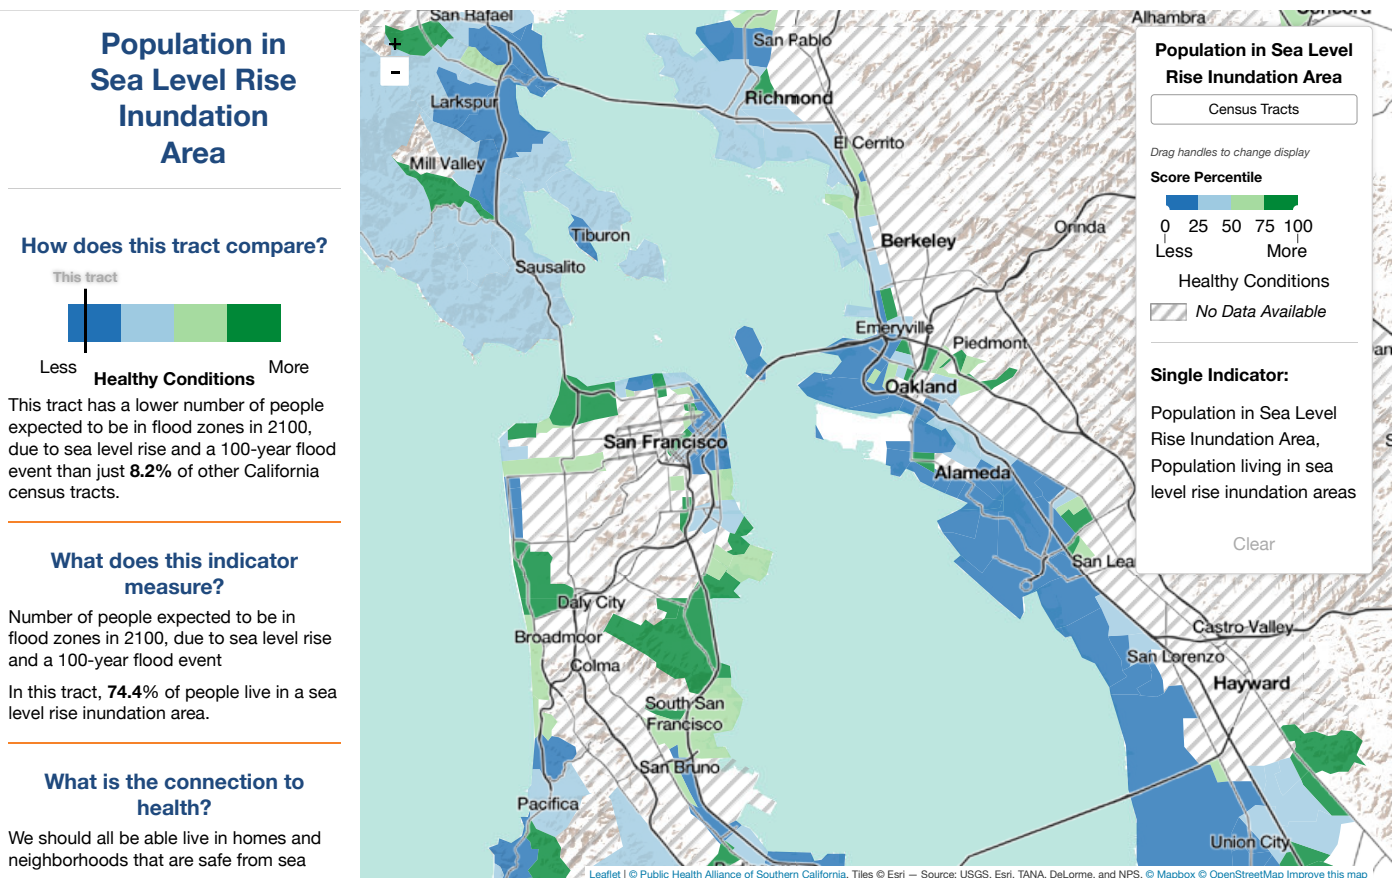 Population in
Sea Level Rise
Inundation
Area
How does this tract compare?
This tract
Less
More
Healthy Conditions
This tract has a lower number of people
expected to be in flood zones in 2100,
due to sea level rise and a 100-year flood
event than just 8.2% of other California
census tracts.
What does this indicator
measure?
Number of people expected to be in
flood zones in 2100, due to sea level rise
and a 100-year flood event
In this tract, 74.4% of people live in a sea
level rise inundation area.
What is the connection to
health?
We should all be able live in homes and
neighborhoods that are safe from sea
+
-
San Rafael
Larkspur
Mill Valley
Tiburon
Sausalito
San Pablo
Richmond
El Cerrito
Alhambra
Concord
Berkeley
Orinda
Emeryville
Piedmont
Oakland
San Francisco
Alameda
San Lea
Daly City
Broadmoor
Colma
South San
Francisco
San Bruno
Pacifica
Castro Valley
San Lorenzo
Hayward
Union City
Population in Sea Level
Rise Inundation Area
Census Tracts
Drag handles to change display
Score Percentile
0 25 50 75 100
Less
More
Healthy Conditions
No Data Available
Single Indicator:
Population in Sea Level
Rise Inundation Area,
Population living in sea
level rise inundation areas
Clear
Leaflet | © Public Health Alliance of Southern California, Tiles © Esri — Source: USGS, Esri, TANA, DeLorme, and NPS, © Mapbox © OpenStreetMap Improve this map